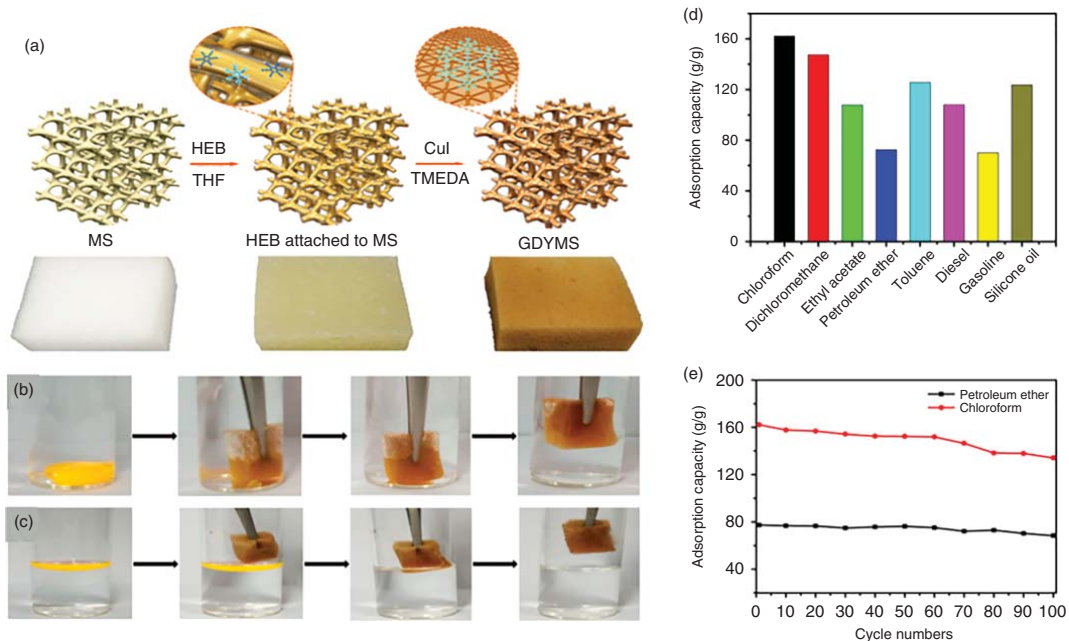 (a)
HEB
THF
CuI
TMEDA
MS
HEB attached to MS
GDYMS
(b)
(c)
(d)
Adsorption capacity (g/g)
160
120
80
40
0
Chloroform
Dichloromethane
Ethyl acetate
Petroleum ether
Toluene
Diesel
Gasoline
Silicone oil
(e)
Adsorption capacity (g/g)
200
160
120
80
40
Petroleum ether
Chloroform
0 10 20 30 40 50 60 70 80 90 100
Cycle numbers